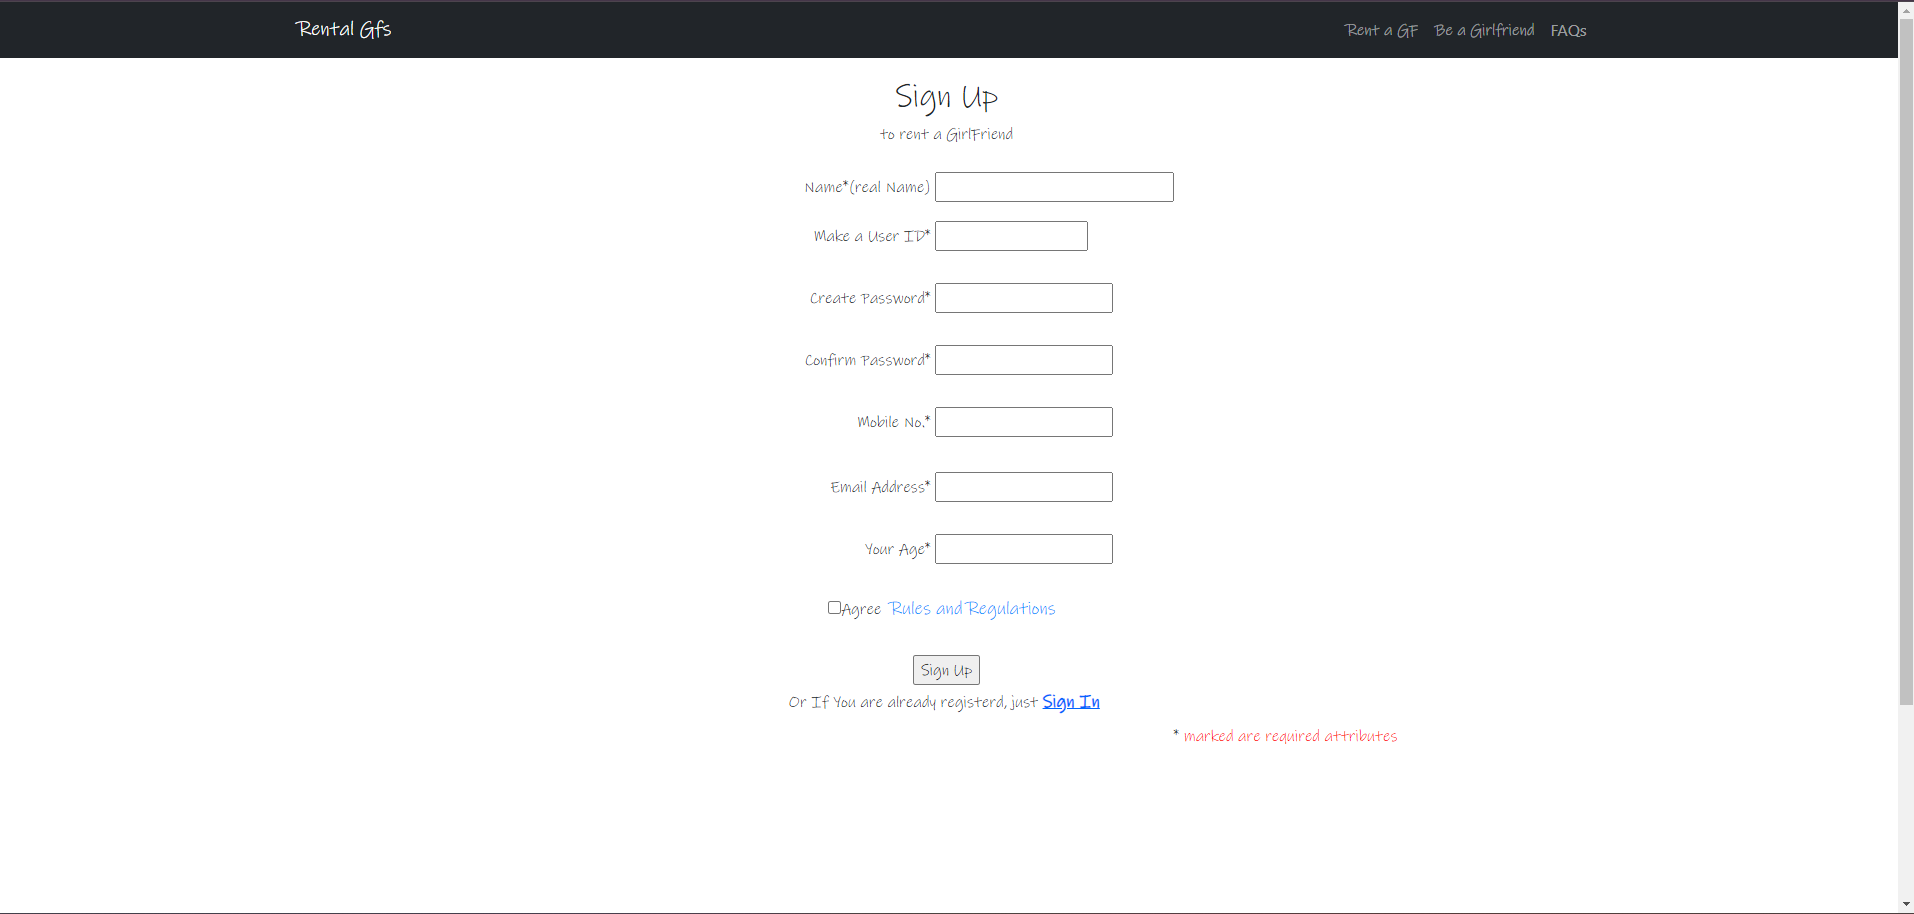 Rental Gfs
Rent a GF Be a Girlfriend FAQs
Sign Up
to rent a GirlFriend
Name*(real Name)
Make a User ID*
Create Password*
Confirm Password*
Mobile No.*
Email Address*
Your Age*
Agree Rules and Regulations
Sign Up
Or If You are already registerd, just Sign In
* marked are required attributes